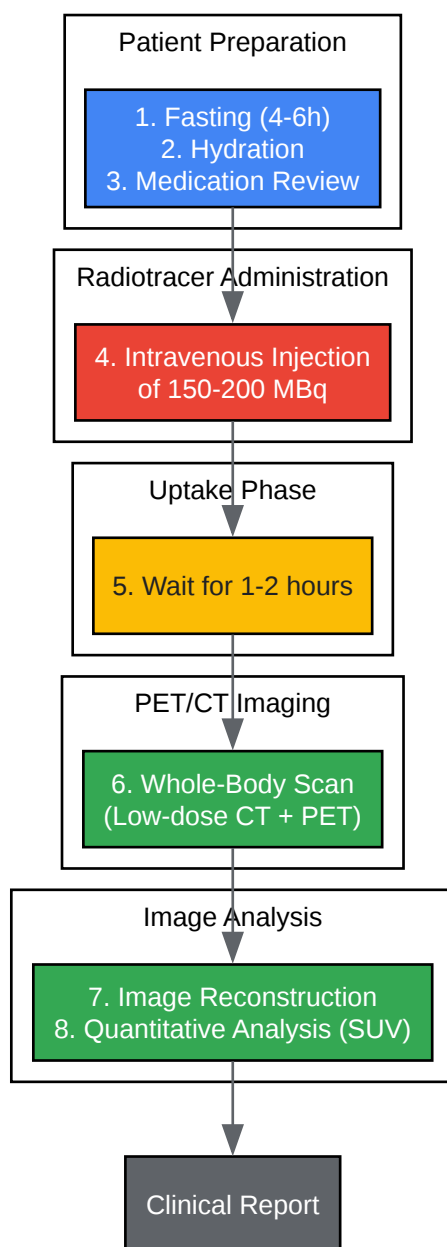 Patient Preparation
1. Fasting (4-6h)
2. Hydration
3. Medication Review
Radiotracer Administration
4. Intravenous Injection
of 150-200 MBq
Uptake Phase
5. Wait for 1-2 hours
PET/CT Imaging
6. Whole-Body Scan
(Low-dose CT + PET)
Image Analysis
7. Image Reconstruction
8. Quantitative Analysis (SUV)
Clinical Report